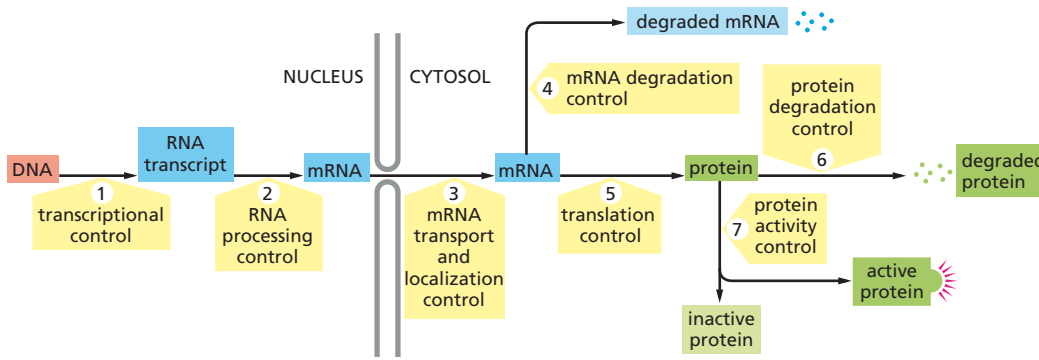 degraded mRNA
NUCLEUS
CYTOSOL
4 mRNA degradation
control
protein
degradation
control
6
DNA
RNA
transcript
mRNA
mRNA
protein
degraded
protein
1
transcriptional
control
2
RNA
processing
control
3
mRNA
transport
and
localization
control
5
translation
control
7
protein
activity
control
active
protein
inactive
protein